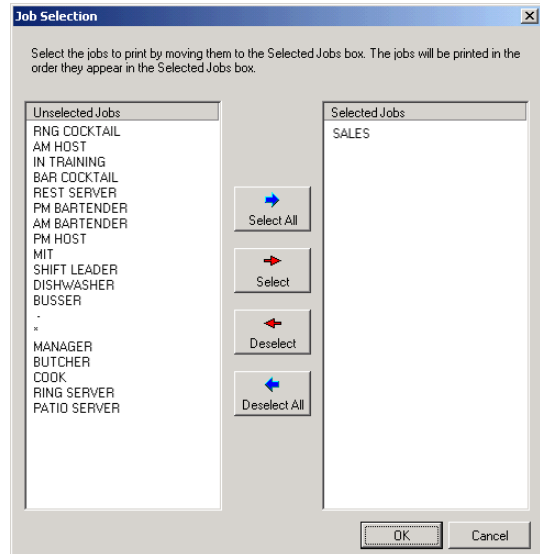 Job Selection
Select the jobs to print by moving them to the Selected Jobs box. The jobs will be printed in the
order they appear in the Selected Jobs box.
Unselected Jobs
RNG COCKTAIL
AM HOST
IN TRAINING
BAR COCKTAIL
REST SERVER
PM BARTENDER
AM BARTENDER
PM HOST
MIT
SHIFT LEADER
DISHWASHER
BUSSER
-
*
MANAGER
BUTCHER
COOK
RING SERVER
PATIO SERVER
Select All
Select
Deselect
Deselect All
Selected Jobs
SALES
OK
Cancel